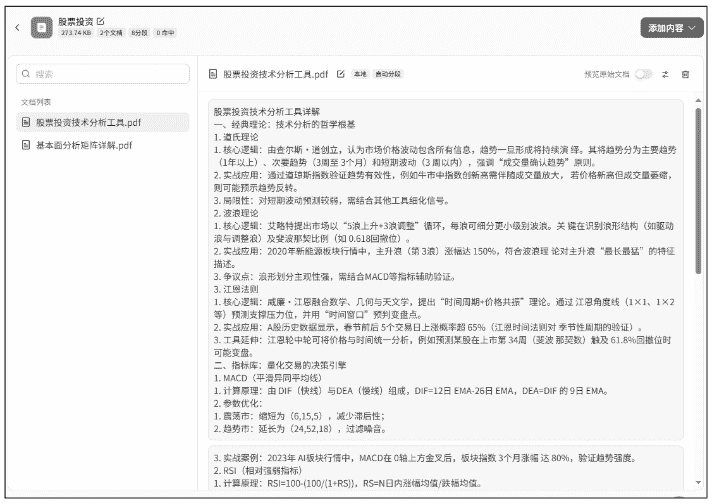 股票投资
273.74 KB 2个文档 8分段 0 命中
添加内容
搜索
文档列表
股票投资技术分析工具.pdf
基本面分析矩阵详解.pdf
股票投资技术分析工具.pdf 本地 自动分段
预览原始文档
股票投资技术分析工具详解
一、经典理论：技术分析的哲学根基
1. 道氏理论
1. 核心逻辑：由查尔斯·道创立，认为市场价格波动包含所有信息，趋势一旦形成将持续演 绎。其将趋势分为主要趋势
（1年以上）、次要趋势（3周至 3个月）和短期波动（3 周以内），强调“成交量确认趋势”原则。
2. 实战应用：通过道琼斯指数验证趋势有效性，例如牛市中指数创新高需伴随成交量放大， 若价格新高但成交量萎缩，
则可能预示趋势反转。
3. 局限性：对短期波动预测较弱，需结合其他工具细化信号。
2. 波浪理论
1. 核心逻辑：艾略特提出市场以“5浪上升+3浪调整”循环，每浪可细分更小级别波浪。关 键在识别浪形结构（如驱动
浪与调整浪）及斐波那契比例（如 0.618回撤位）。
2. 实战应用：2020年新能源板块行情中，主升浪（第 3浪）涨幅达 150%，符合波浪理 论对主升浪“最长最猛”的特征
描述。
3. 争议点：浪形划分主观性强，需结合MACD等指标辅助验证。
3. 江恩法则
1. 核心逻辑：威廉·江恩融合数学、几何与天文学，提出“时间周期+价格共振”理论。通过 江恩角度线（1×1、1×2
等）预测支撑压力位，并用“时间窗口”预判变盘点。
2. 实战应用：A股历史数据显示，春节前后 5个交易日上涨概率超 65%（江恩时间法则对 季节性周期的验证）。
3. 工具延伸：江恩轮中轮可将价格与时间统一分析，例如预测某股在上市第 34周（斐波 那契数）触及 61.8%回撤位时
可能变盘。
二、指标库：量化交易的决策引擎
1. MACD（平滑异同平均线）
1. 计算原理：由 DIF（快线）与DEA（慢线）组成，DIF=12日 EMA-26日 EMA，DEA=DIF 的 9日 EMA。
2. 参数优化：
1. 震荡市：缩短为（6,15,5），减少滞后性；
2. 趋势市：延长为（24,52,18），过滤噪音。
3. 实战案例：2023年 AI板块行情中，MACD在 0轴上方金叉后，板块指数 3个月涨幅 达 80%，验证趋势强度。
2. RSI（相对强弱指标）
1. 计算原理：RSI=100-(100/(1+RS))，RS=N日内涨幅均值/跌幅均值。